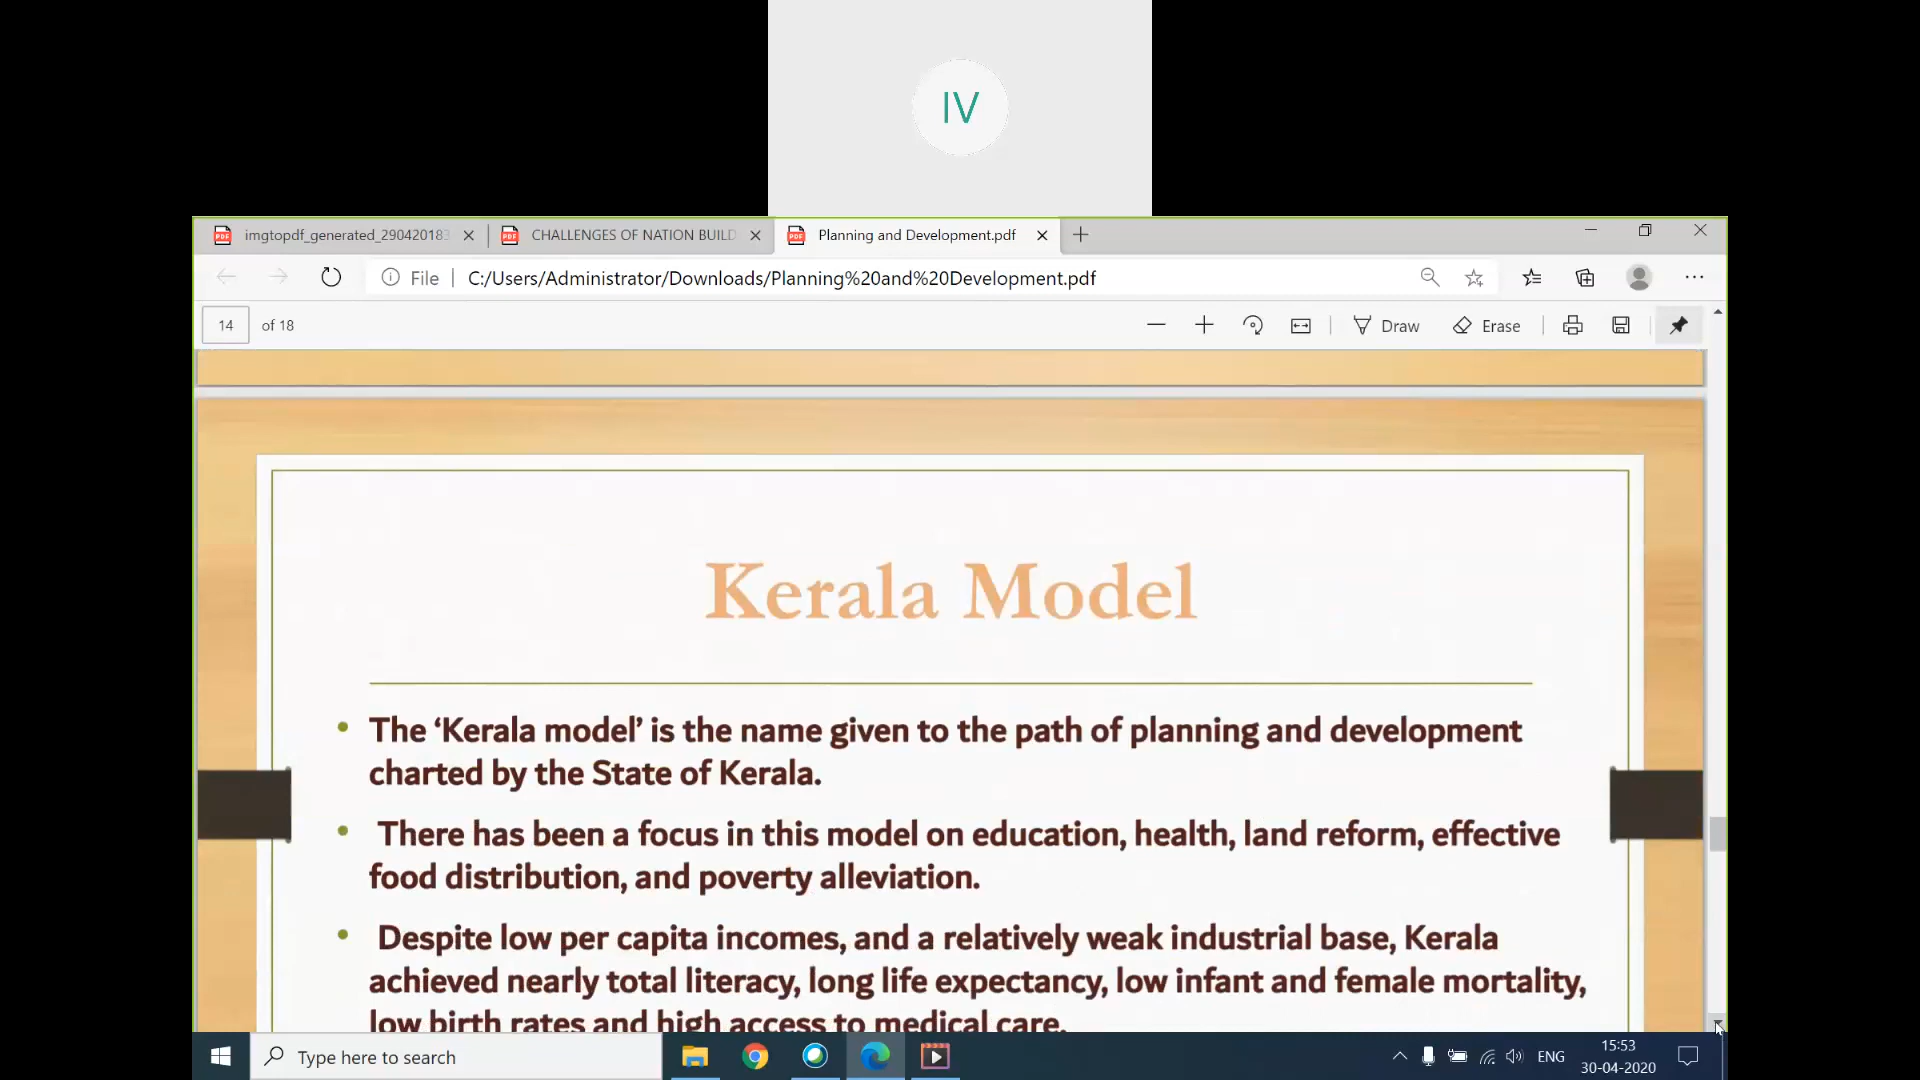 IV
imgtopdf_generated_290420183
CHALLENGES OF NATION BUILD
Planning and Development.pdf
File
C:/Users/Administrator/Downloads/Planning%20and%20Development.pdf
14 of 18
Draw
Erase
Kerala Model
• The ‘Kerala model’ is the name given to the path of planning and development
charted by the State of Kerala.
• There has been a focus in this model on education, health, land reform, effective
food distribution, and poverty alleviation.
• Despite low per capita incomes, and a relatively weak industrial base, Kerala
achieved nearly total literacy, long life expectancy, low infant and female mortality,
low birth rates and high access to medical care.
Type here to search
ENG
15:53
30-04-2020